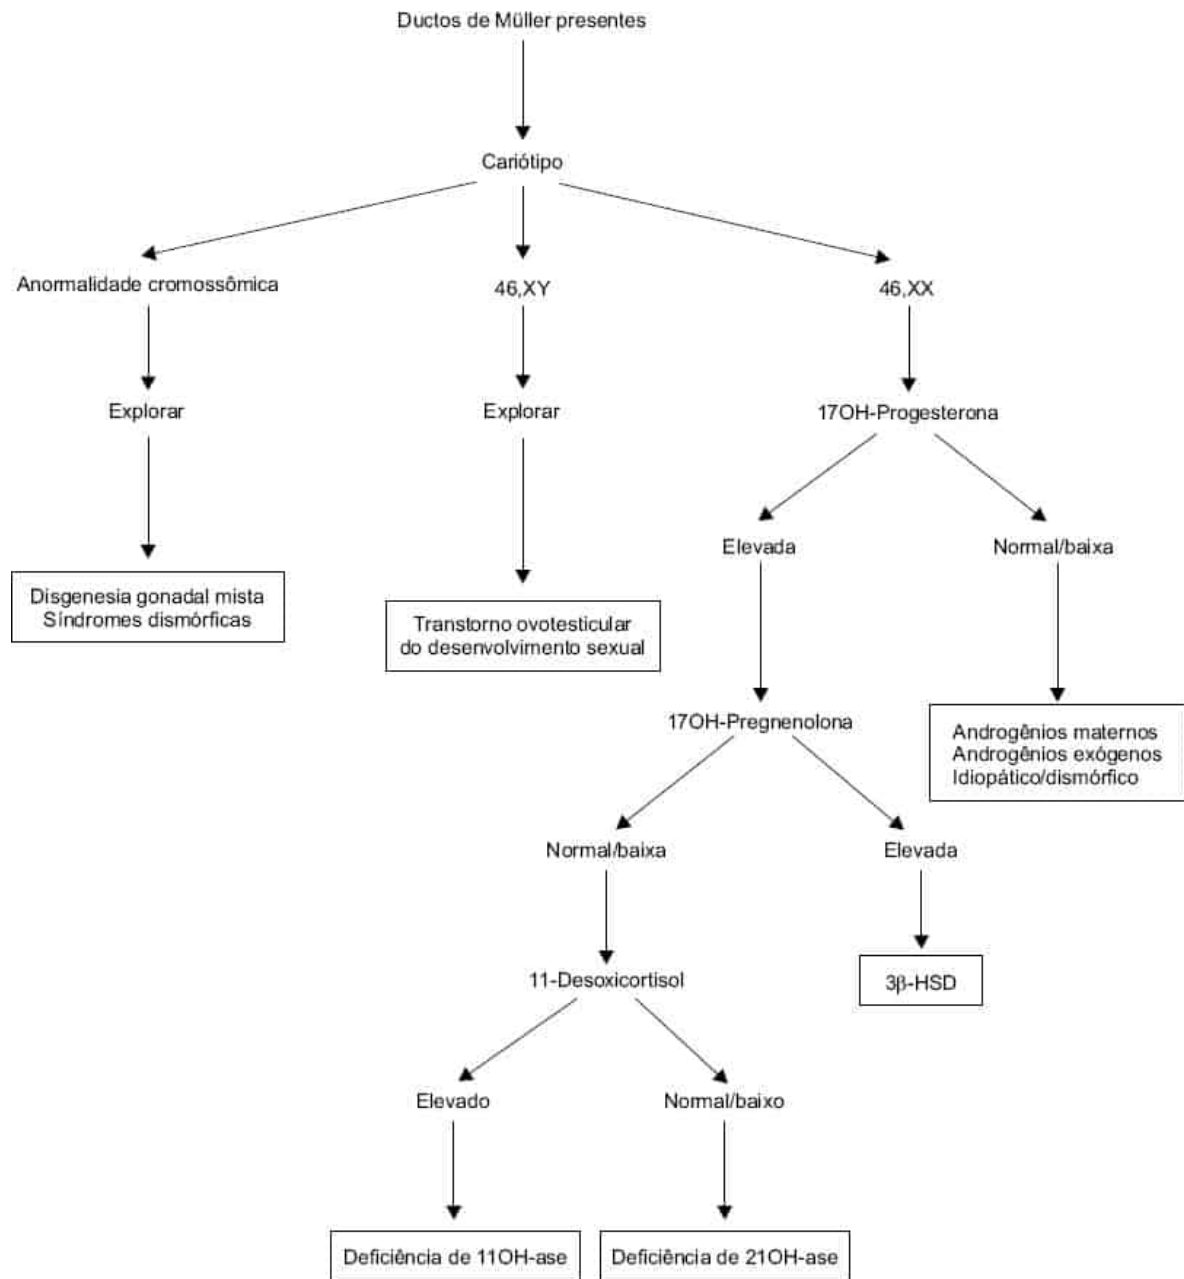 Ductos de Müller presentes
Cariótipo
Anormalidade cromossômica
46,XY
46,XX
Explorar
Explorar
17OH-Progesterona
Elevada
Normal/baixa
Disgenesia gonadal mista
Síndromes dismórficas
Transtorno ovotesticular
do desenvolvimento sexual
17OH-Pregnenolona
Androgênios maternos
Androgênios exógenos
Idiopático/dismórfico
Normal/baixa
Elevada
11-Desoxicortisol
3β-HSD
Elevado
Normal/baixo
Deficiência de 11OH-ase
Deficiência de 21OH-ase